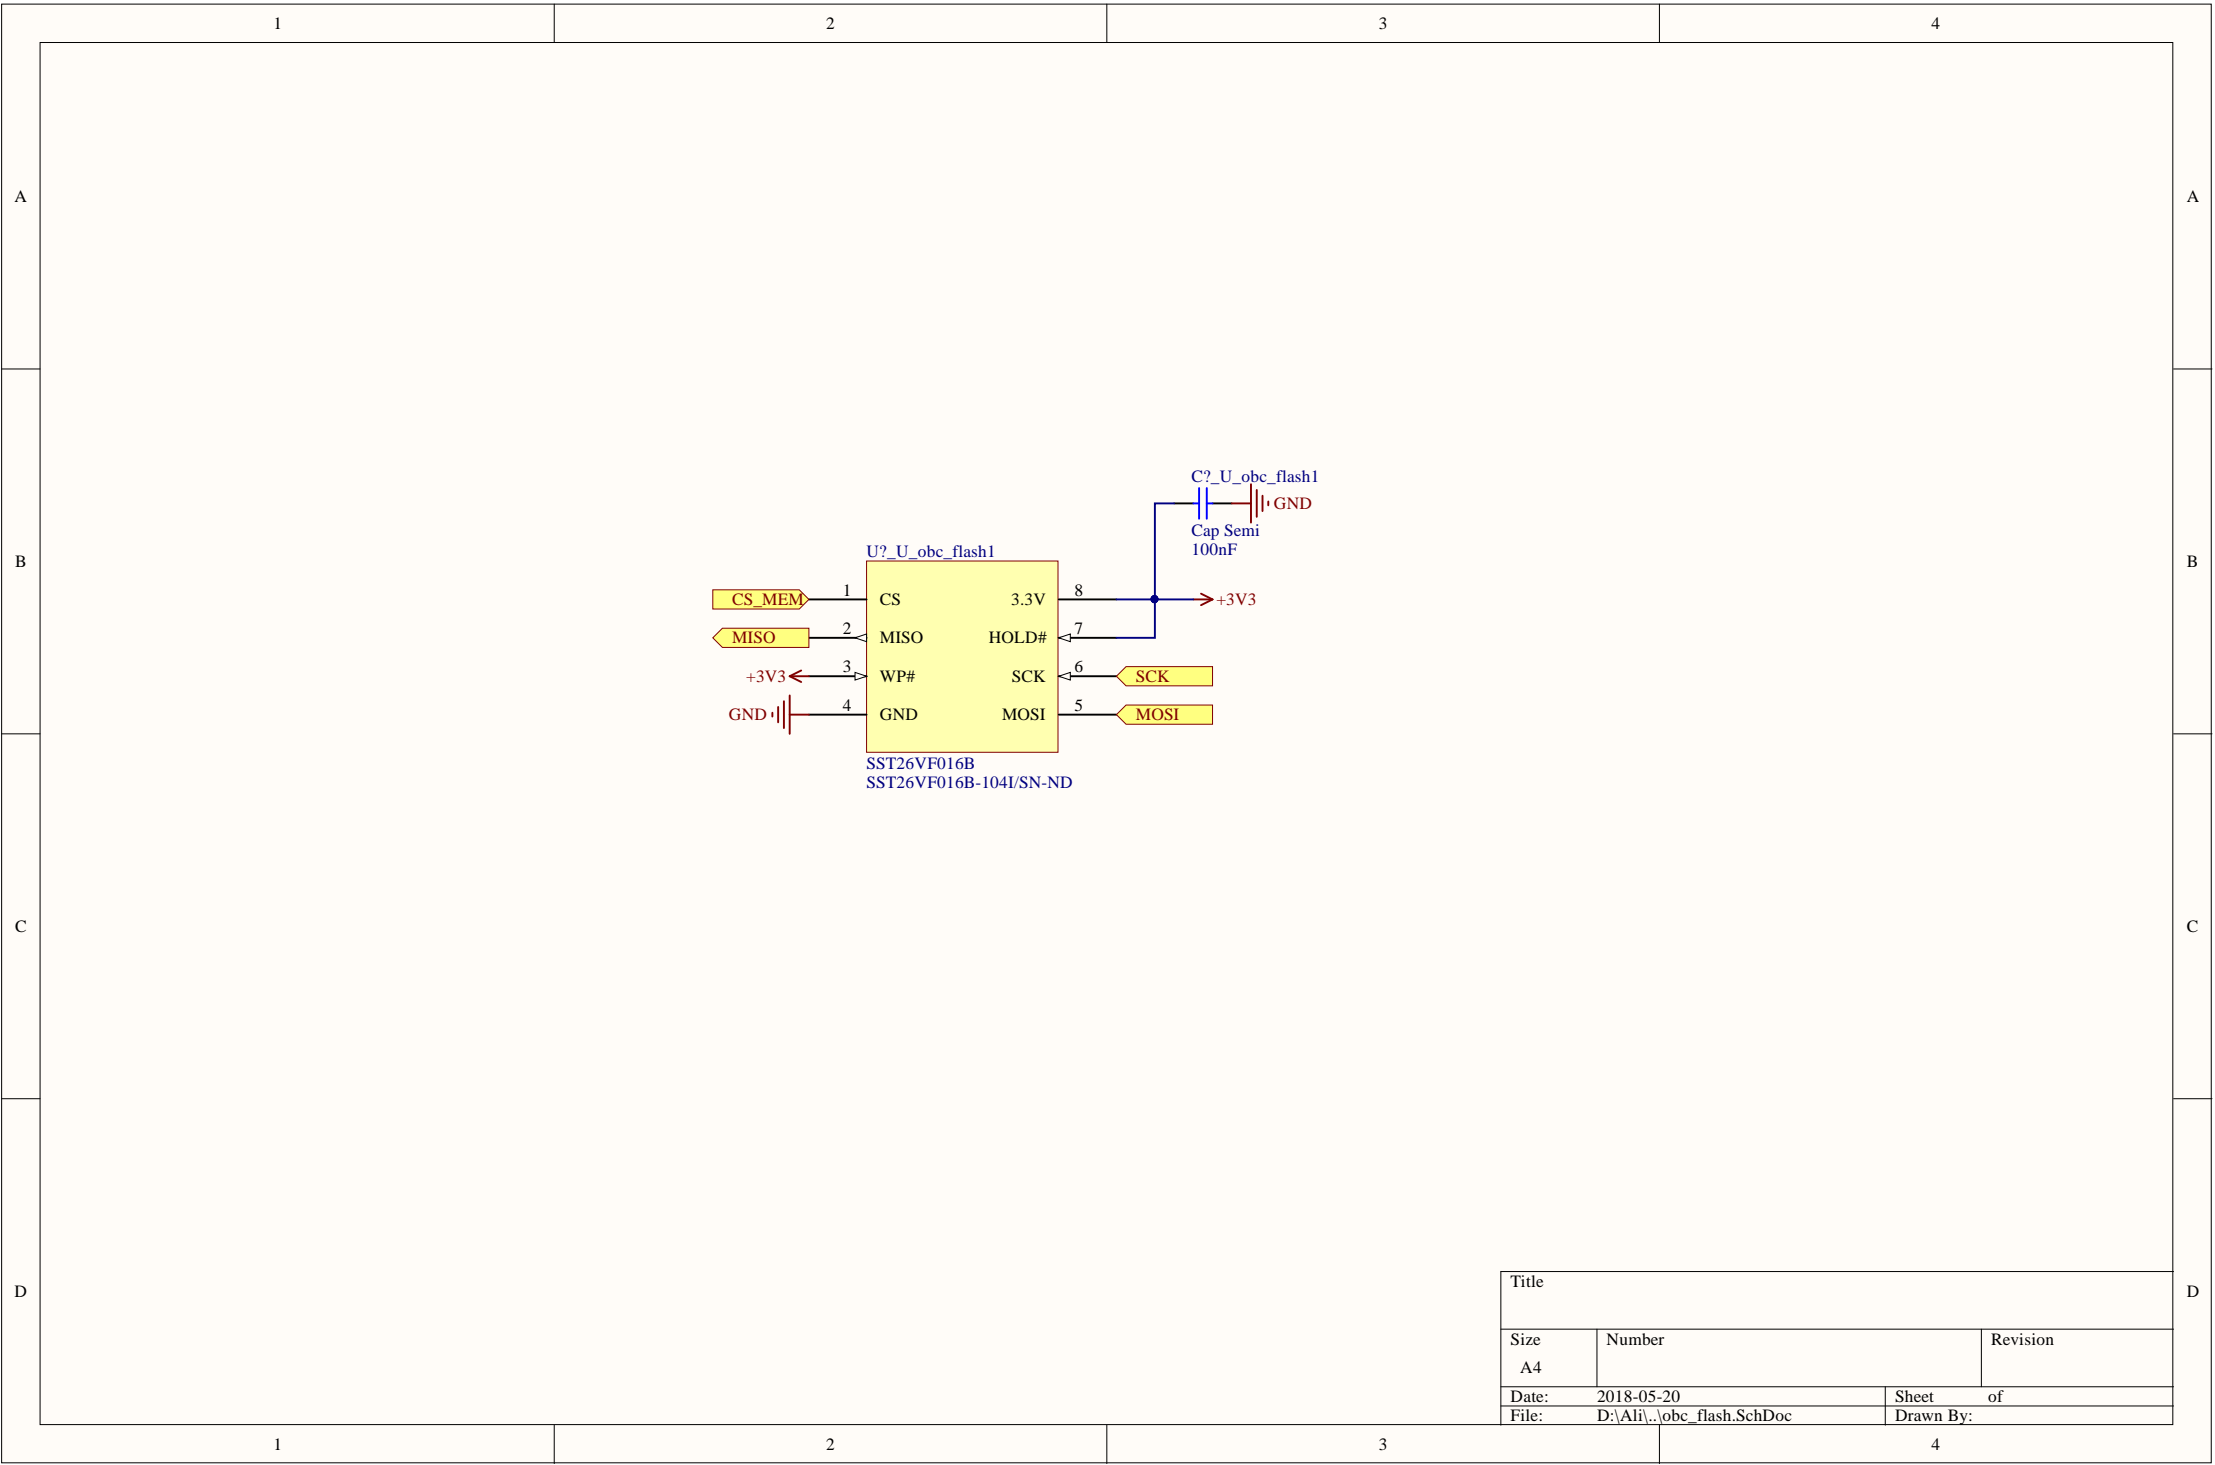 1 2 3 4
A A
C?_U_obc_flash1
GND
Cap Semi
100nF
B B
U?_U_obc_flash1
CS_MEM 1 CS 3.3V 8 +3V3
MISO 2 MISO HOLD# 7
+3V3 3 WP# SCK 6 SCK
GND 4 GND MOSI 5 MOSI
SST26VF016B
SST26VF016B-104I/SN-ND
C C
D D
Title
Size Number Revision
A4
Date: 2018-05-20 Sheet of
File: D:\Ali\..\obc_flash.SchDoc Drawn By:
1 2 3 4